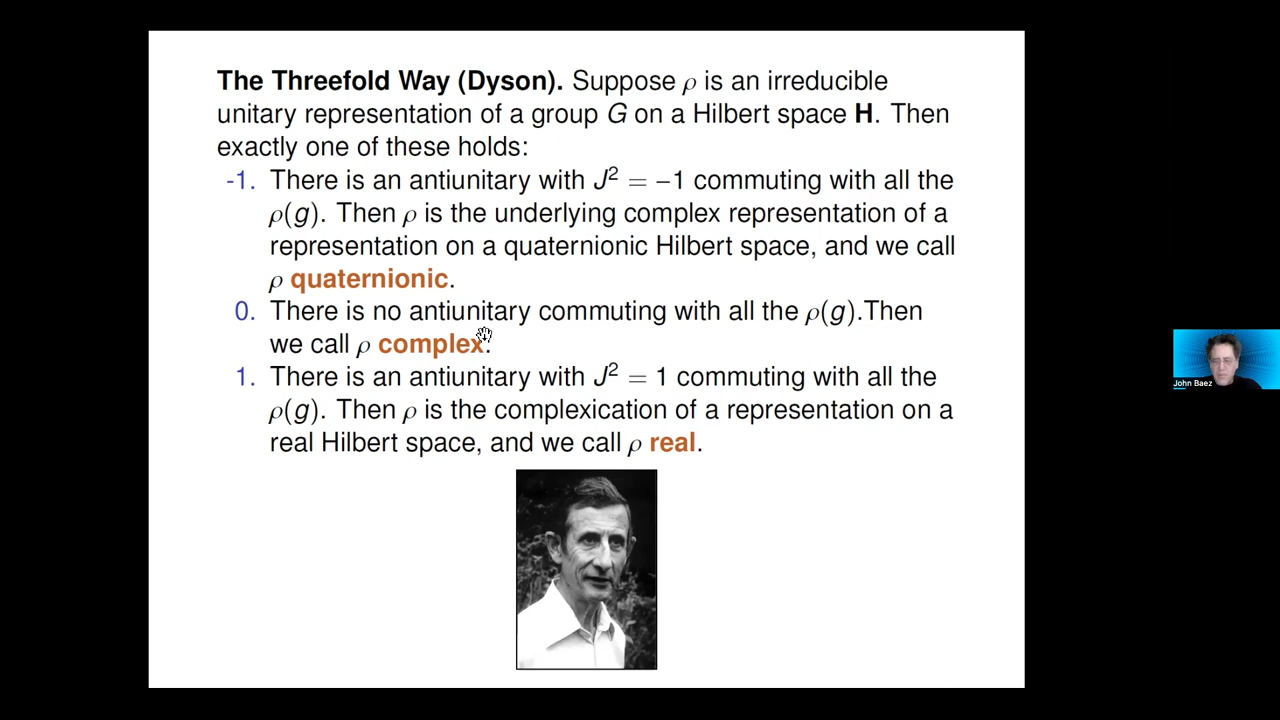 The Threefold Way (Dyson). Suppose ρ is an irreducible
unitary representation of a group G on a Hilbert space H. Then
exactly one of these holds:
-1. There is an antiunitary with J² = −1 commuting with all the
ρ(g). Then ρ is the underlying complex representation of a
representation on a quaternionic Hilbert space, and we call
ρ quaternionic.
0. There is no antiunitary commuting with all the ρ(g).Then
we call ρ complex.
1. There is an antiunitary with J² = 1 commuting with all the
ρ(g). Then ρ is the complexication of a representation on a
real Hilbert space, and we call ρ real.
John Baez